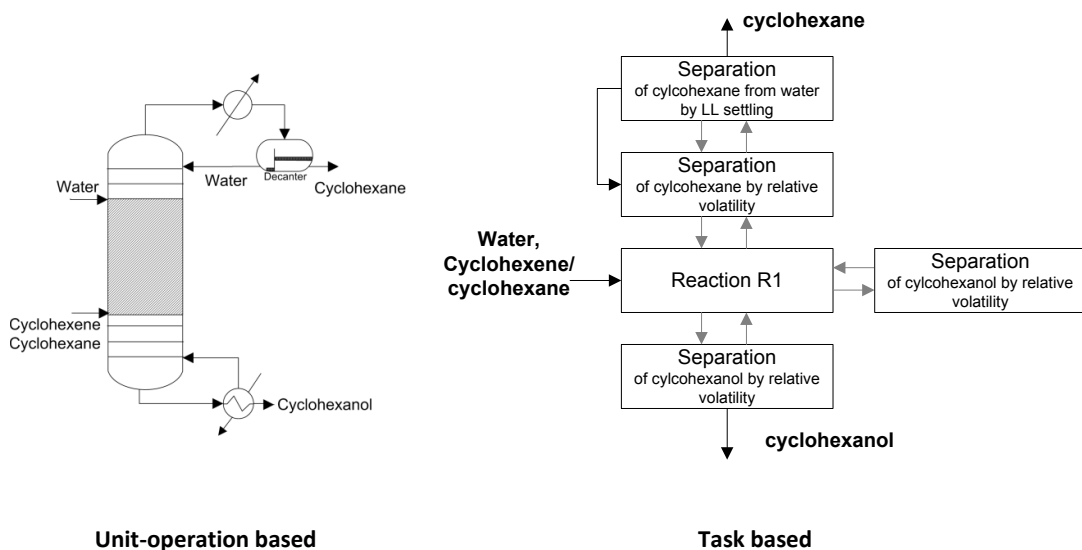 Water
Water
Decanter
Cyclohexane
Cyclohexene
Cyclohexane
Cyclohexanol
Unit-operation based
cyclohexane
Separation
of cylcohexane from water
by LL settling
Separation
of cylcohexane by relative
volatility
Water,
Cyclohexene/
cyclohexane
Reaction R1
Separation
of cylcohexanol by relative
volatility
Separation
of cylcohexanol by relative
volatility
cyclohexanol
Task based